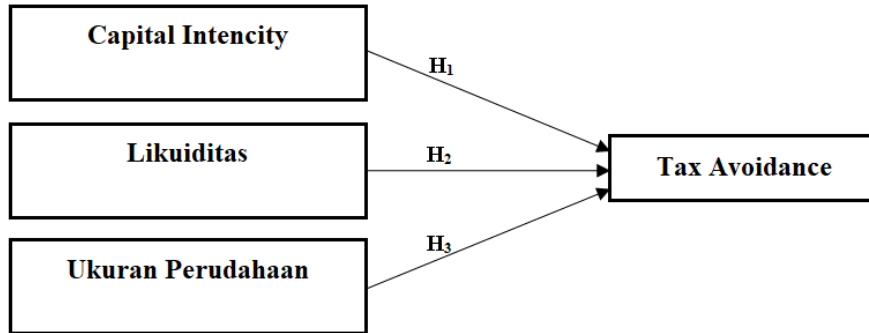 Capital Intencity
H₁
Likuiditas
H₂
Tax Avoidance
Ukuran Perudahaan
H₃